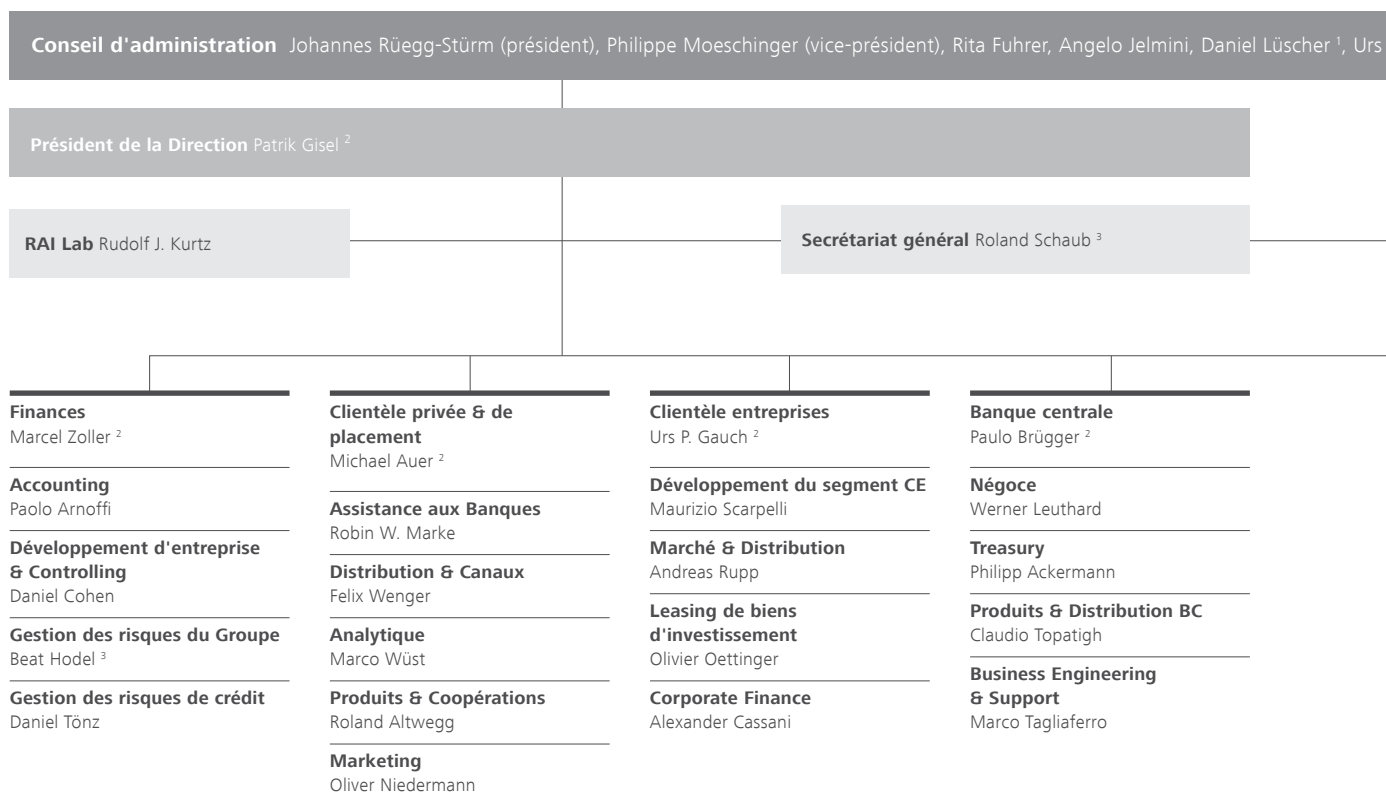 Conseil d'administration Johannes Rüegg-Stürm (président), Philippe Moeschinger (vice-président), Rita Fuhrer, Angelo Jelmini, Daniel Lüscher ¹, Urs
Président de la Direction Patrik Gisel ²
RAI Lab Rudolf J. Kurtz
Secrétariat général Roland Schaub ³
Finances
Marcel Zoller ²
Accounting
Paolo Arnoffi
Développement d'entreprise
& Controlling
Daniel Cohen
Gestion des risques du Groupe
Beat Hodel ³
Gestion des risques de crédit
Daniel Tönz
Clientèle privée & de
placement
Michael Auer ²
Assistance aux Banques
Robin W. Marke
Distribution & Canaux
Felix Wenger
Analytique
Marco Wüst
Produits & Coopérations
Roland Altwegg
Marketing
Oliver Niedermann
Clientèle entreprises
Urs P. Gauch ²
Développement du segment CE
Maurizio Scarpelli
Marché & Distribution
Andreas Rupp
Leasing de biens
d'investissement
Olivier Oettinger
Corporate Finance
Alexander Cassani
Banque centrale
Paulo Brügger ²
Négoce
Werner Leuthard
Treasury
Philipp Ackermann
Produits & Distribution BC
Claudio Topatigh
Business Engineering
& Support
Marco Tagliaferro